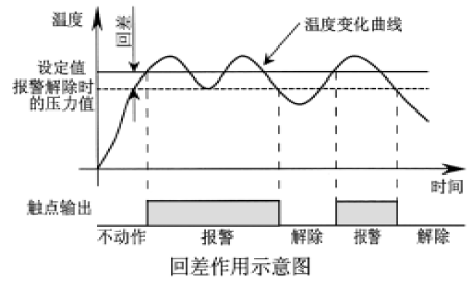 温度
回差
温度变化曲线
设定值
报警解除时
的压力值
时间
触点输出
不动作 报警 解除 报警 解除
回差作用示意图